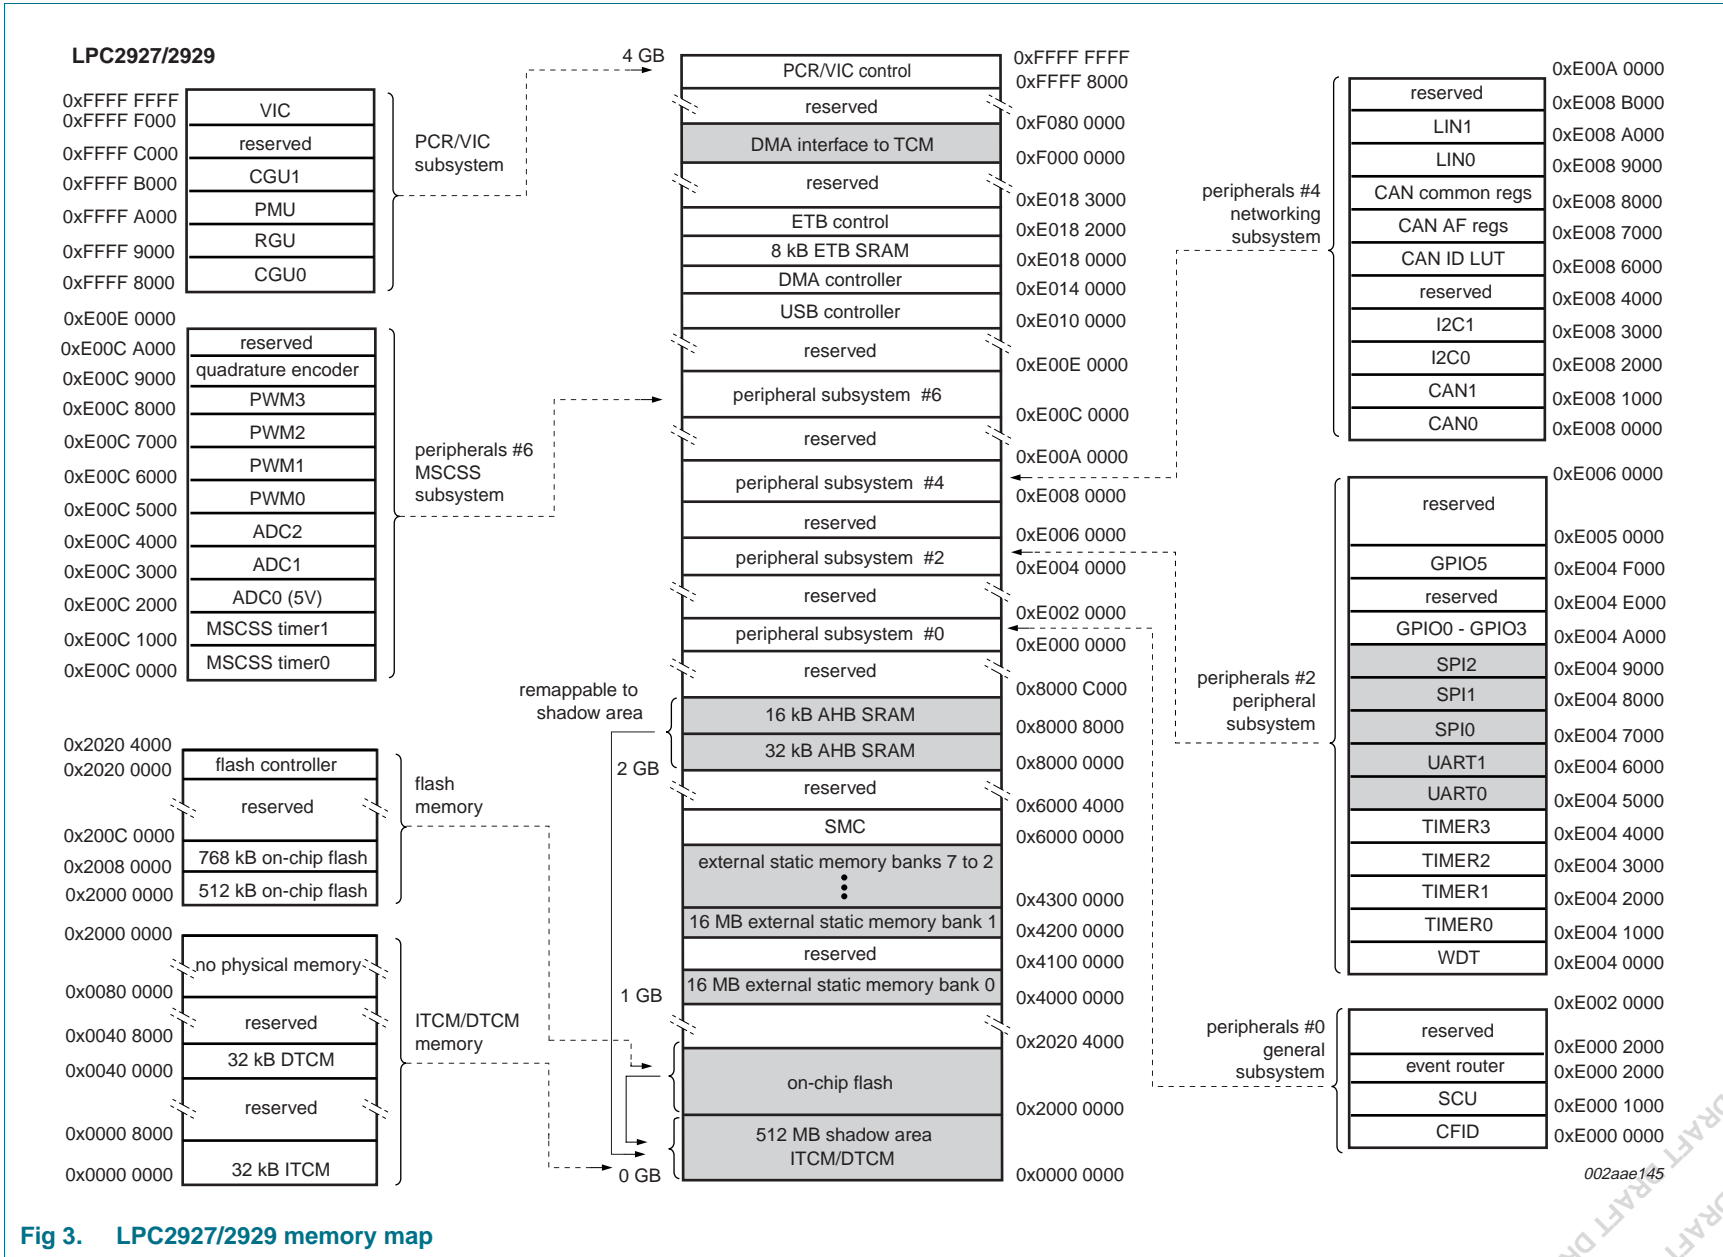 LPC2927/2929
0xFFFF FFFF
VIC
0xFFFF F000
reserved
0xFFFF C000
CGU1
0xFFFF B000
PMU
0xFFFF A000
RGU
0xFFFF 9000
CGU0
0xFFFF 8000
PCR/VIC
subsystem
0xE00E 0000
reserved
0xE00C A000
quadrature encoder
0xE00C 9000
PWM3
0xE00C 8000
PWM2
0xE00C 7000
PWM1
0xE00C 6000
PWM0
0xE00C 5000
ADC2
0xE00C 4000
ADC1
0xE00C 3000
ADC0 (5V)
0xE00C 2000
MSCSS timer1
0xE00C 1000
MSCSS timer0
0xE00C 0000
peripherals #6
MSCSS
subsystem
0x2020 4000
flash controller
0x2020 0000
reserved
0x200C 0000
768 kB on-chip flash
0x2008 0000
512 kB on-chip flash
0x2000 0000
flash
memory
0x2000 0000
no physical memory
0x0080 0000
reserved
0x0040 8000
32 kB DTCM
0x0040 0000
reserved
0x0000 8000
32 kB ITCM
0x0000 0000
ITCM/DTCM
memory
4 GB
remappable to
shadow area
2 GB
1 GB
0 GB
0xFFFF FFFF
PCR/VIC control
0xFFFF 8000
reserved
0xF080 0000
DMA interface to TCM
0xF000 0000
reserved
0xE018 3000
ETB control
0xE018 2000
8 kB ETB SRAM
0xE018 0000
DMA controller
0xE014 0000
USB controller
0xE010 0000
reserved
0xE00E 0000
peripheral subsystem #6
0xE00C 0000
reserved
0xE00A 0000
peripheral subsystem #4
0xE008 0000
reserved
0xE006 0000
peripheral subsystem #2
0xE004 0000
reserved
0xE002 0000
peripheral subsystem #0
0xE000 0000
reserved
0x8000 C000
16 kB AHB SRAM
0x8000 8000
32 kB AHB SRAM
0x8000 0000
reserved
0x6000 4000
SMC
0x6000 0000
external static memory banks 7 to 2
0x4300 0000
16 MB external static memory bank 1
0x4200 0000
reserved
0x4100 0000
16 MB external static memory bank 0
0x4000 0000
0x2020 4000
on-chip flash
0x2000 0000
512 MB shadow area
ITCM/DTCM
0x0000 0000
peripherals #4
networking
subsystem
0xE00A 0000
reserved
0xE008 B000
LIN1
0xE008 A000
LIN0
0xE008 9000
CAN common regs
0xE008 8000
CAN AF regs
0xE008 7000
CAN ID LUT
0xE008 6000
reserved
0xE008 4000
I2C1
0xE008 3000
I2C0
0xE008 2000
CAN1
0xE008 1000
CAN0
0xE008 0000
peripherals #2
peripheral
subsystem
0xE006 0000
reserved
0xE005 0000
GPIO5
0xE004 F000
reserved
0xE004 E000
GPIO0 - GPIO3
0xE004 A000
SPI2
0xE004 9000
SPI1
0xE004 8000
SPI0
0xE004 7000
UART1
0xE004 6000
UART0
0xE004 5000
TIMER3
0xE004 4000
TIMER2
0xE004 3000
TIMER1
0xE004 2000
TIMER0
0xE004 1000
WDT
0xE004 0000
peripherals #0
general
subsystem
0xE002 0000
reserved
0xE000 2000
event router
0xE000 2000
SCU
0xE000 1000
CFID
0xE000 0000
002aae145
Fig 3. LPC2927/2929 memory map
DRAFT